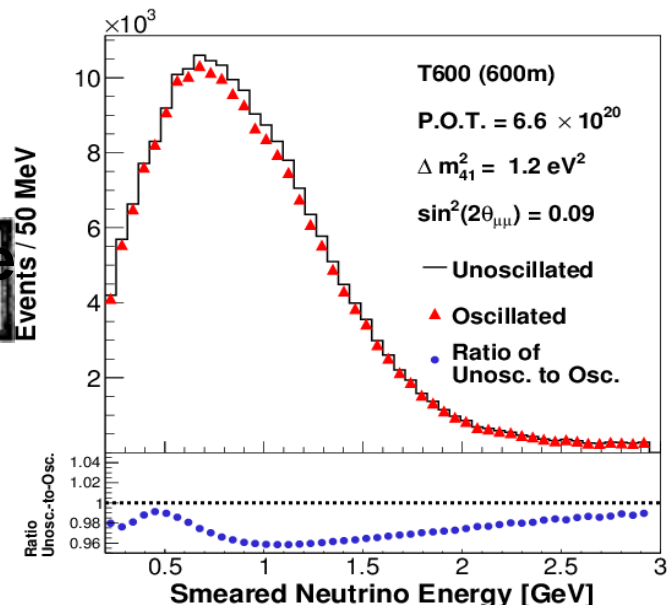 ×10³
10
8
6
4
2
Events / 50 MeV
T600 (600m)
P.O.T. = 6.6 × 10²⁰
Δ m²₄₁ = 1.2 eV²
sin²(2θμμ) = 0.09
Unoscillated
Oscillated
Ratio of
Unosc. to Osc.
Ratio
Unosc.-to-Osc.
1.04
1.02
1
0.98
0.96
0.5
1
1.5
2
2.5
3
Smeared Neutrino Energy [GeV]